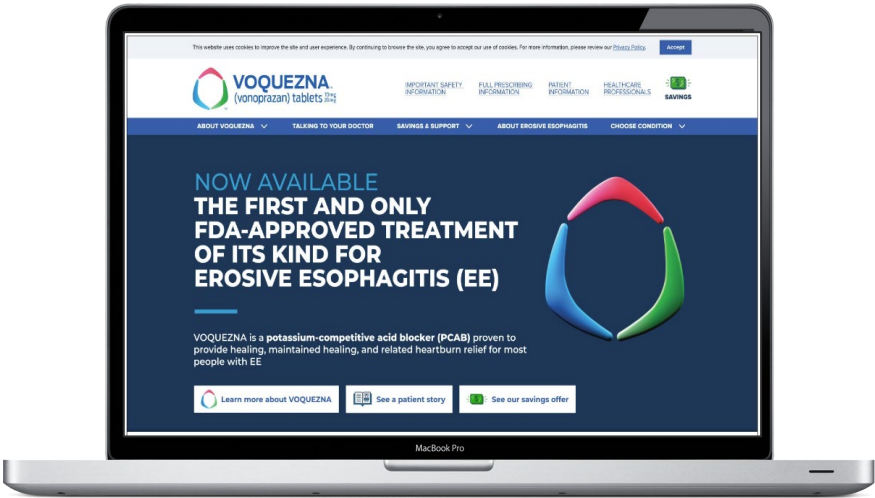 This website uses cookies to improve the site and user experience. By continuing to browse the site, you agree to accept our use of cookies. For more information, please review our Privacy Policy.
Accept
VOQUEZNA
(vonoprazan) tablets 10mg 20mg
IMPORTANT SAFETY
INFORMATION
FULL PRESCRIBING
INFORMATION
PATIENT
INFORMATION
HEALTHCARE
PROFESSIONALS
SAVINGS
ABOUT VOQUEZNA
TALKING TO YOUR DOCTOR
SAVINGS & SUPPORT
ABOUT EROSIVE ESOPHAGITIS
CHOOSE CONDITION
NOW AVAILABLE
THE FIRST AND ONLY
FDA-APPROVED TREATMENT
OF ITS KIND FOR
EROSIVE ESOPHAGITIS (EE)
VOQUEZNA is a potassium-competitive acid blocker (PCAB) proven to
provide healing, maintained healing, and related heartburn relief for most
people with EE
Learn more about VOQUEZNA
See a patient story
See our savings offer
MacBook Pro